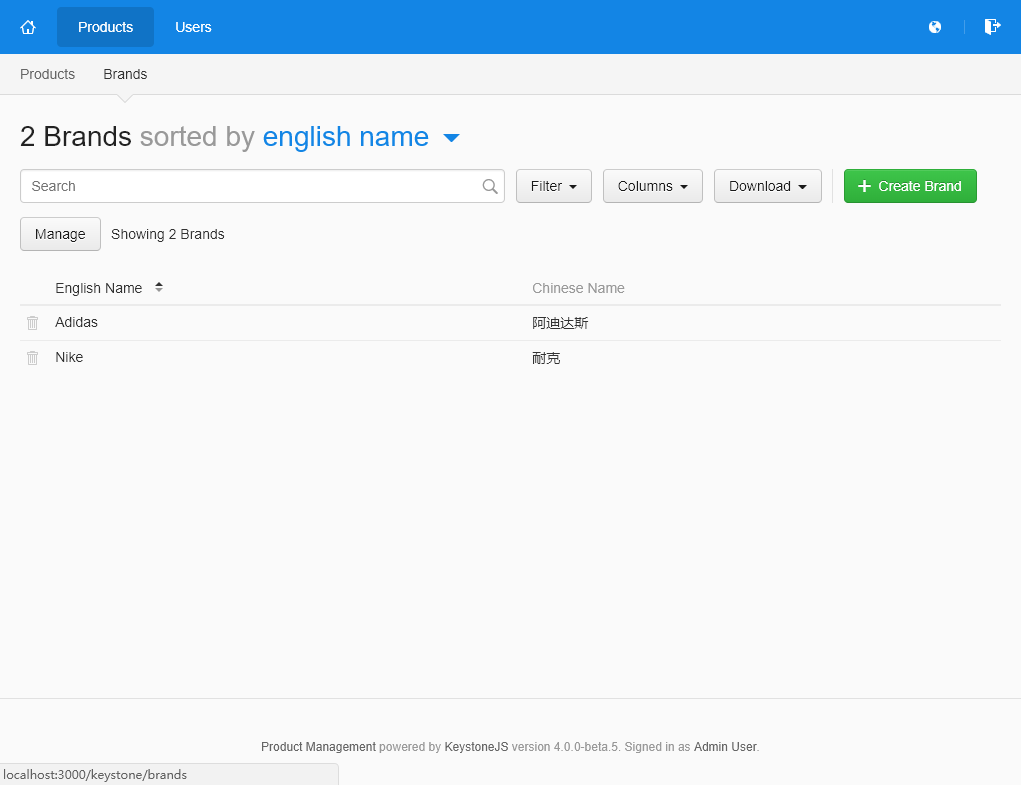 Products Users
Products Brands
2 Brands sorted by english name
Search Filter Columns Download Create Brand
Manage Showing 2 Brands
English Name Chinese Name
Adidas 阿迪达斯
Nike 耐克
Product Management powered by KeystoneJS version 4.0.0-beta.5. Signed in as Admin User.
localhost:3000/keystone/brands